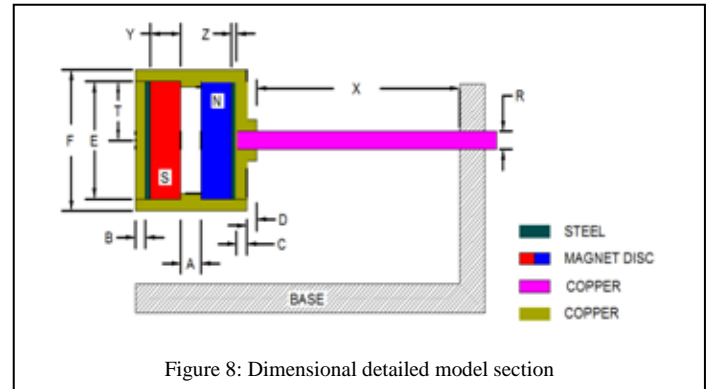 Y
Z
X
R
N
T
F
E
S
D
B
C
A
BASE
STEEL
MAGNET DISC
COPPER
COPPER
Figure 8: Dimensional detailed model section